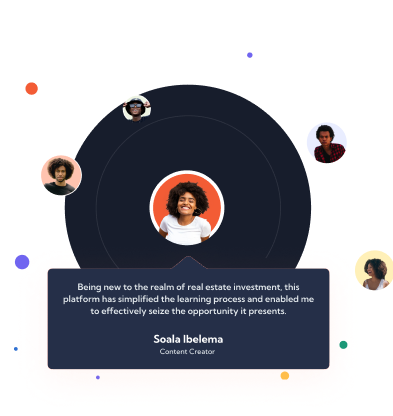 Being new to the realm of real estate investment, this
platform has simplified the learning process and enabled me
to effectively seize the opportunity it presents.
Soala Ibelema
Content Creator